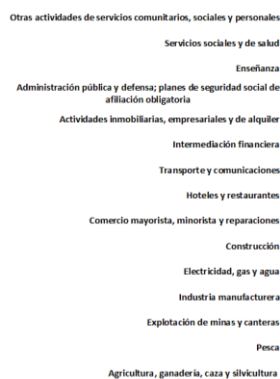 Otras actividades de servicios comunitarios, sociales y personales
Servicios sociales y de salud
Enseñanza
Administración pública y defensa; planes de seguridad social de
afiliación obligatoria
Actividades inmobiliarias, empresariales y de alquiler
Intermediación financiera
Transporte y comunicaciones
Hoteles y restaurantes
Comercio mayorista, minorista y reparaciones
Construcción
Electricidad, gas y agua
Industria manufacturera
Explotación de minas y canteras
Pesca
Agricultura, ganadería, caza y silvicultura